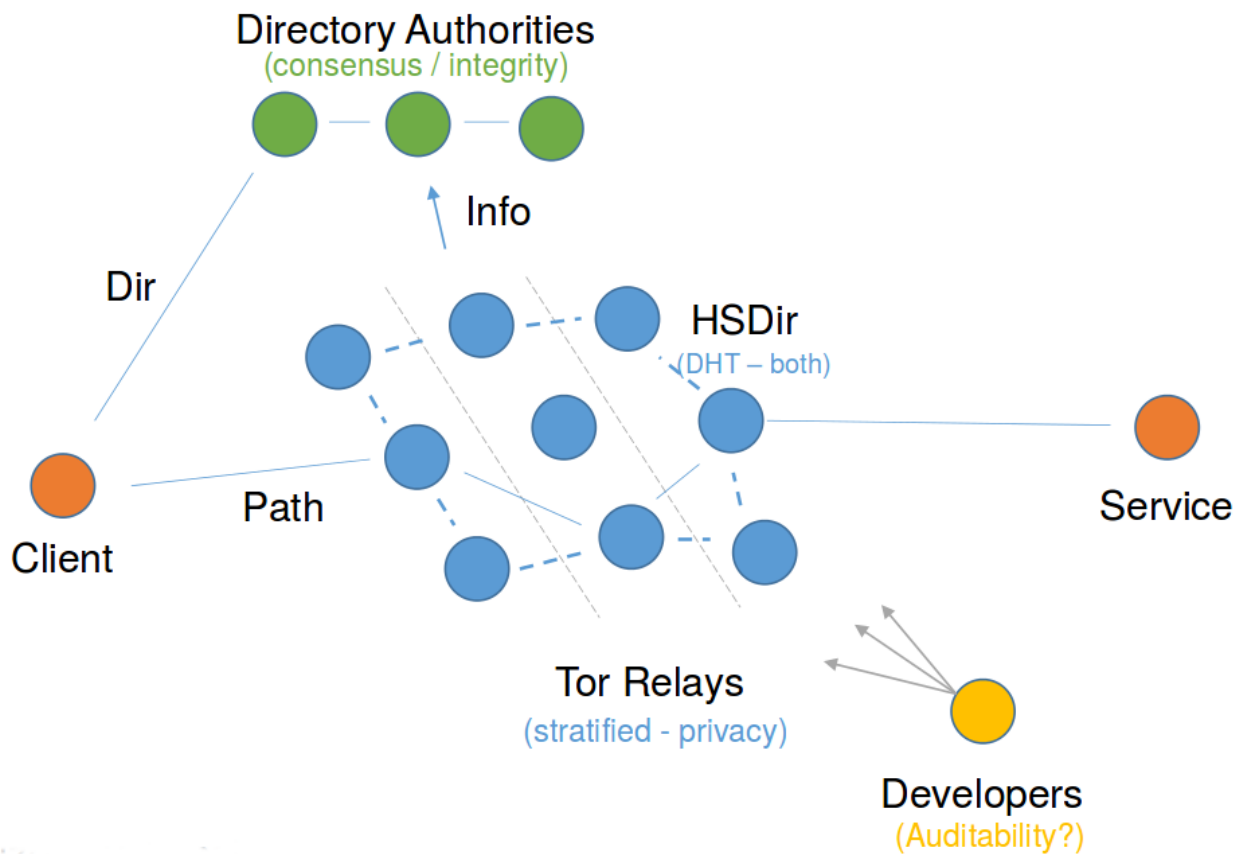 Directory Authorities
(consensus / integrity)
Info
Dir
HSDir
(DHT – both)
Path
Client
Service
Tor Relays
(stratified - privacy)
Developers
(Auditability?)